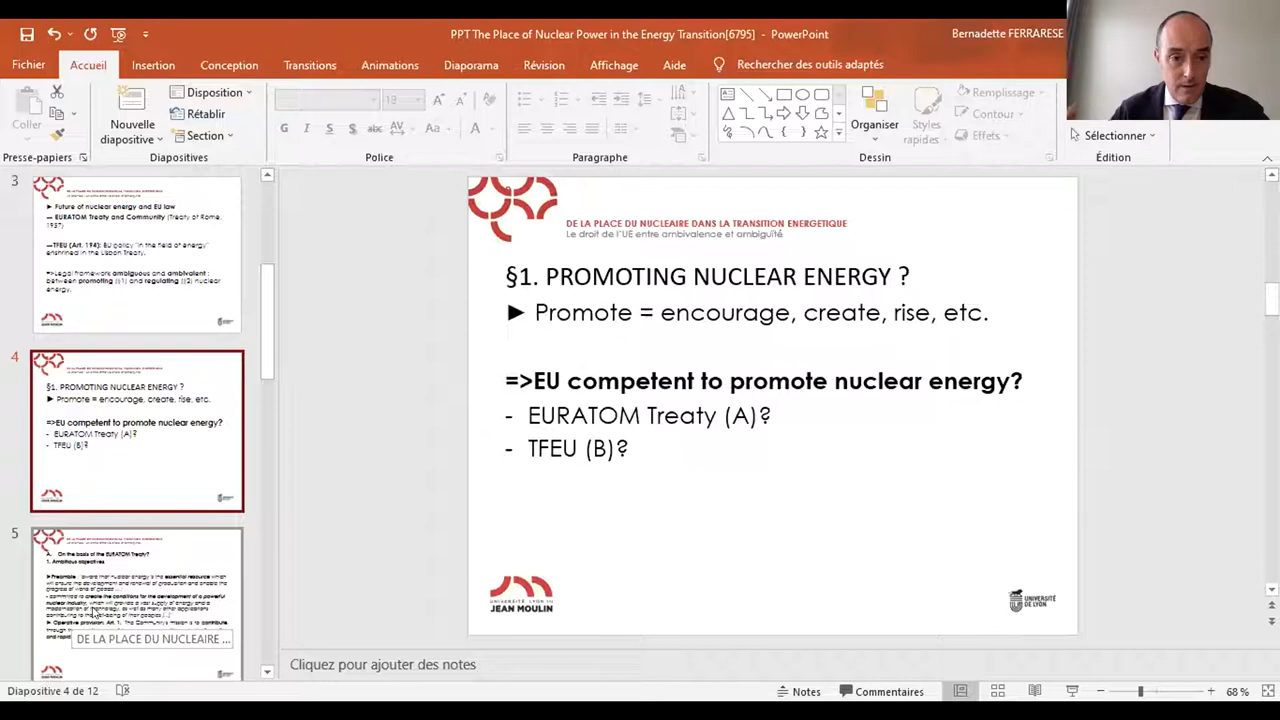 PPT The Place of Nuclear Power in the Energy Transition[6795] - PowerPoint
Bernadette FERRARESE
Fichier
Accueil
Insertion
Conception
Transitions
Animations
Diaporama
Révision
Affichage
Aide
Rechercher des outils adaptés
Coller
Nouvelle
diapositive
Disposition
Rétablir
Section
18
A
A
G
I
S
S
abc
AV
Aa
A
Organiser
Styles
rapides
Remplissage
Contour
Effets
Sélectionner
Presse-papiers
Diapositives
Police
Paragraphe
Dessin
Édition
3
► Future of nuclear energy and EU law
— EURATOM Treaty and Community (Treaty of Rome, 1957)
—TFEU (Art. 194): EU policy "in the field of energy"
enshrined in the Lisbon Treaty.
=>Legal framework ambiguous and ambivalent :
between promoting (§1) and regulating (§2) nuclear
energy.
4
§1. PROMOTING NUCLEAR ENERGY ?
► Promote = encourage, create, rise, etc.
=>EU competent to promote nuclear energy?
- EURATOM Treaty (A)?
- TFEU (B)?
JEAN MOULIN
5
A. On the basis of the EURATOM Treaty?
1. Ambitious objectives
DE LA PLACE DU NUCLEAIRE ...
DE LA PLACE DU NUCLEAIRE DANS LA TRANSITION ENERGETIQUE
Le droit de l'UE entre ambivalence et ambiguïté
§1. PROMOTING NUCLEAR ENERGY ?
► Promote = encourage, create, rise, etc.
=>EU competent to promote nuclear energy?
- EURATOM Treaty (A)?
- TFEU (B)?
UNIVERSITÉ LYON III
JEAN MOULIN
UNIVERSITÉ
DE LYON
Cliquez pour ajouter des notes
Diapositive 4 de 12
Notes
Commentaires
68 %